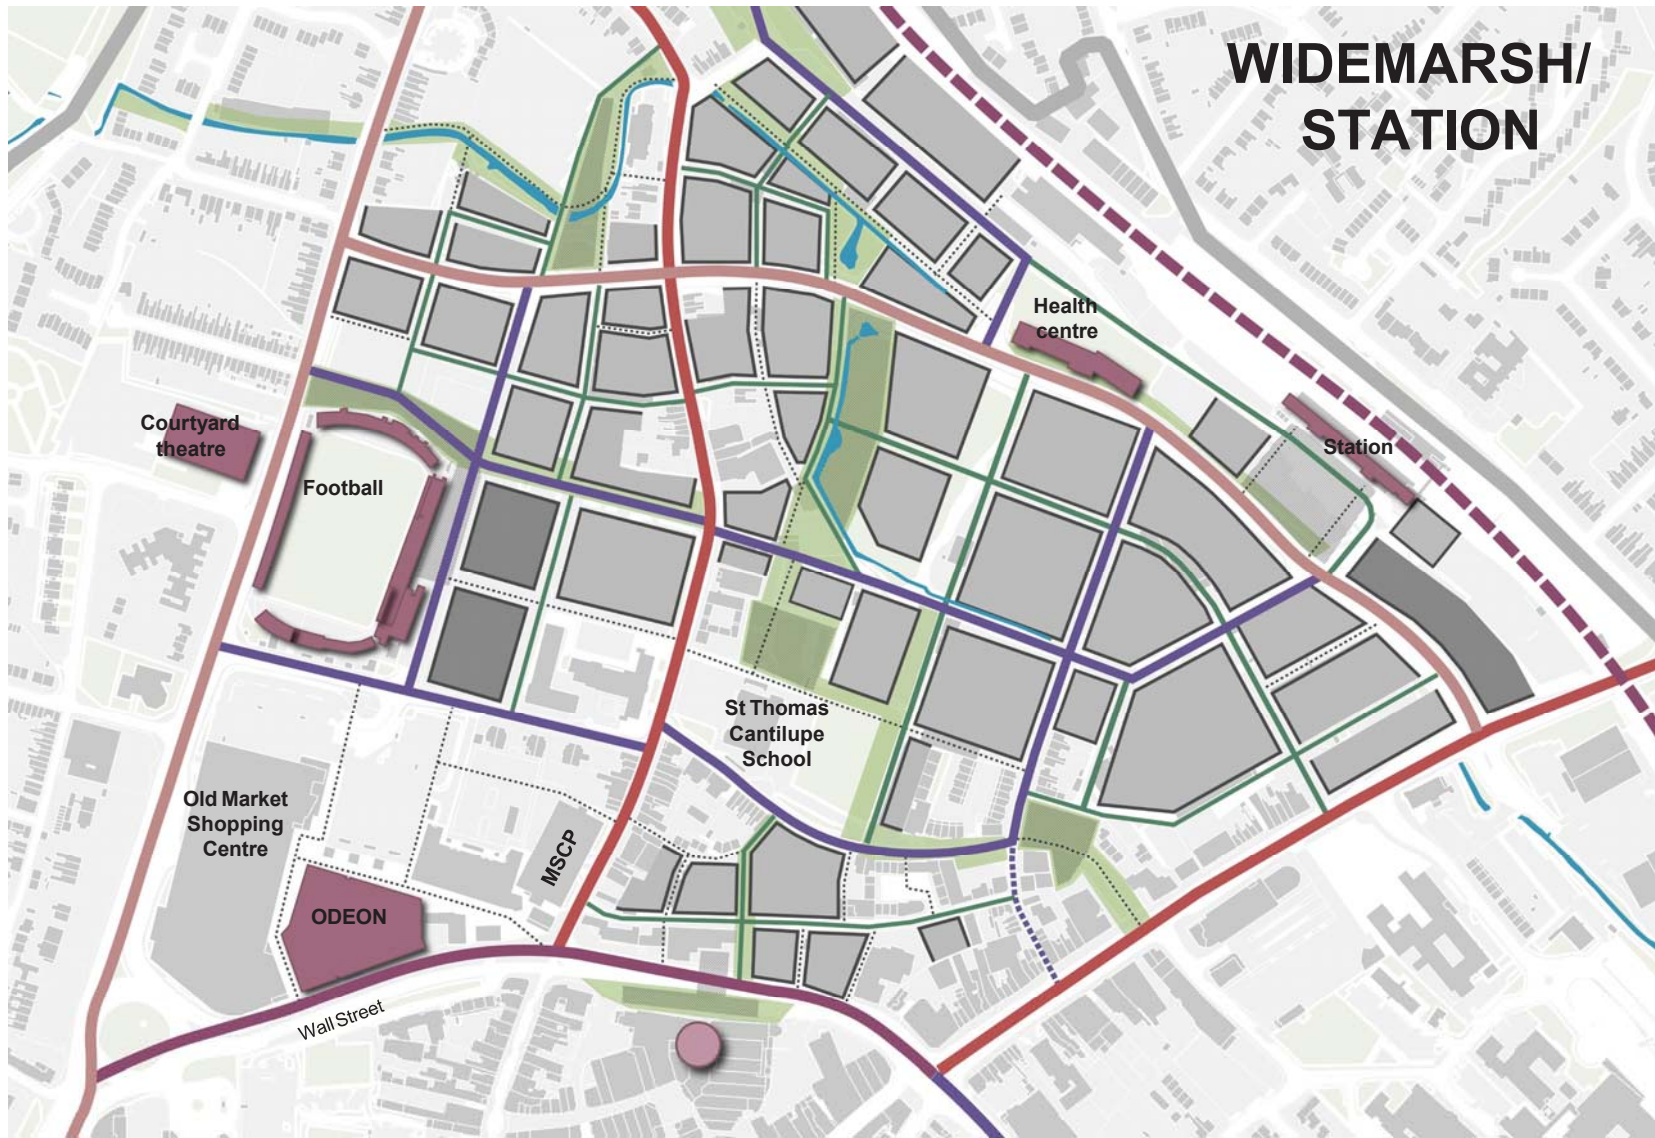 WIDEMARSH/
STATION
Health
centre
Courtyard
theatre
Station
Football
St Thomas
Cantilupe
School
Old Market
Shopping
Centre
MSCP
ODEON
Wall Street